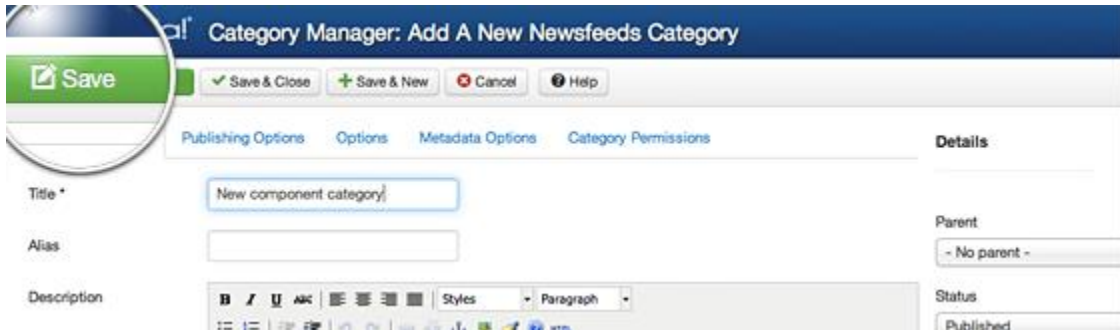 a! Category Manager: Add A New Newsfeeds Category
Save Save & Close Save & New Cancel Help
Publishing Options Options Metadata Options Category Permissions
Details
Title * New component category
Parent
Alias
- No parent -
Description
B I U ABC Styles Paragraph
Status
Published